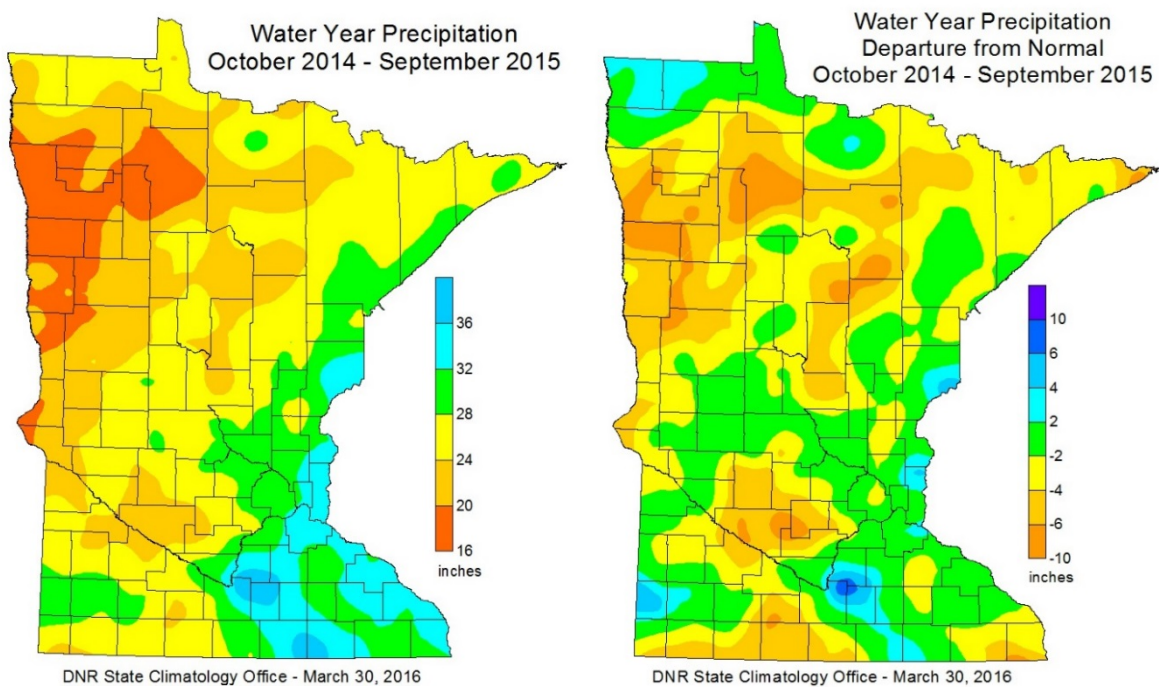 Water Year Precipitation
October 2014 - September 2015
36
32
28
24
20
16
inches
DNR State Climatology Office - March 30, 2016
Water Year Precipitation
Departure from Normal
October 2014 - September 2015
10
6
4
2
-2
-4
-6
-10
inches
DNR State Climatology Office - March 30, 2016